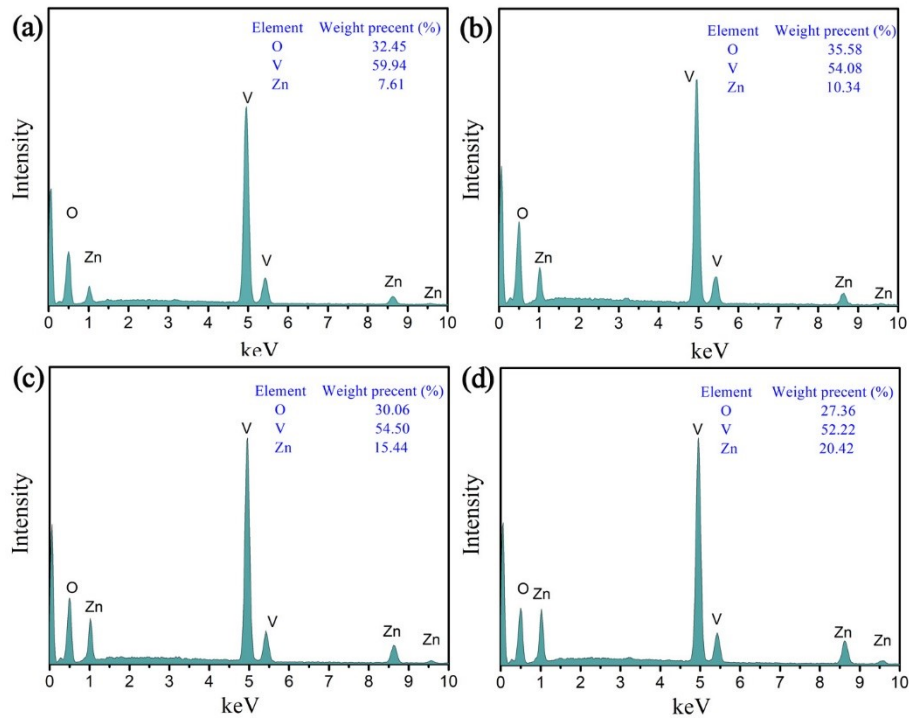 (a)
Element Weight precent (%)
O 32.45
V 59.94
Zn 7.61
V
O
Zn
V
Zn
Zn
Intensity
0 1 2 3 4 5 6 7 8 9 10
keV
(b)
Element Weight precent (%)
O 35.58
V 54.08
Zn 10.34
V
O
Zn
V
Zn
Zn
Intensity
0 1 2 3 4 5 6 7 8 9 10
keV
(c)
Element Weight precent (%)
O 30.06
V 54.50
Zn 15.44
V
O
Zn
V
Zn
Zn
Intensity
0 1 2 3 4 5 6 7 8 9 10
keV
(d)
Element Weight precent (%)
O 27.36
V 52.22
Zn 20.42
V
O
Zn
V
Zn
Zn
Intensity
0 1 2 3 4 5 6 7 8 9 10
keV